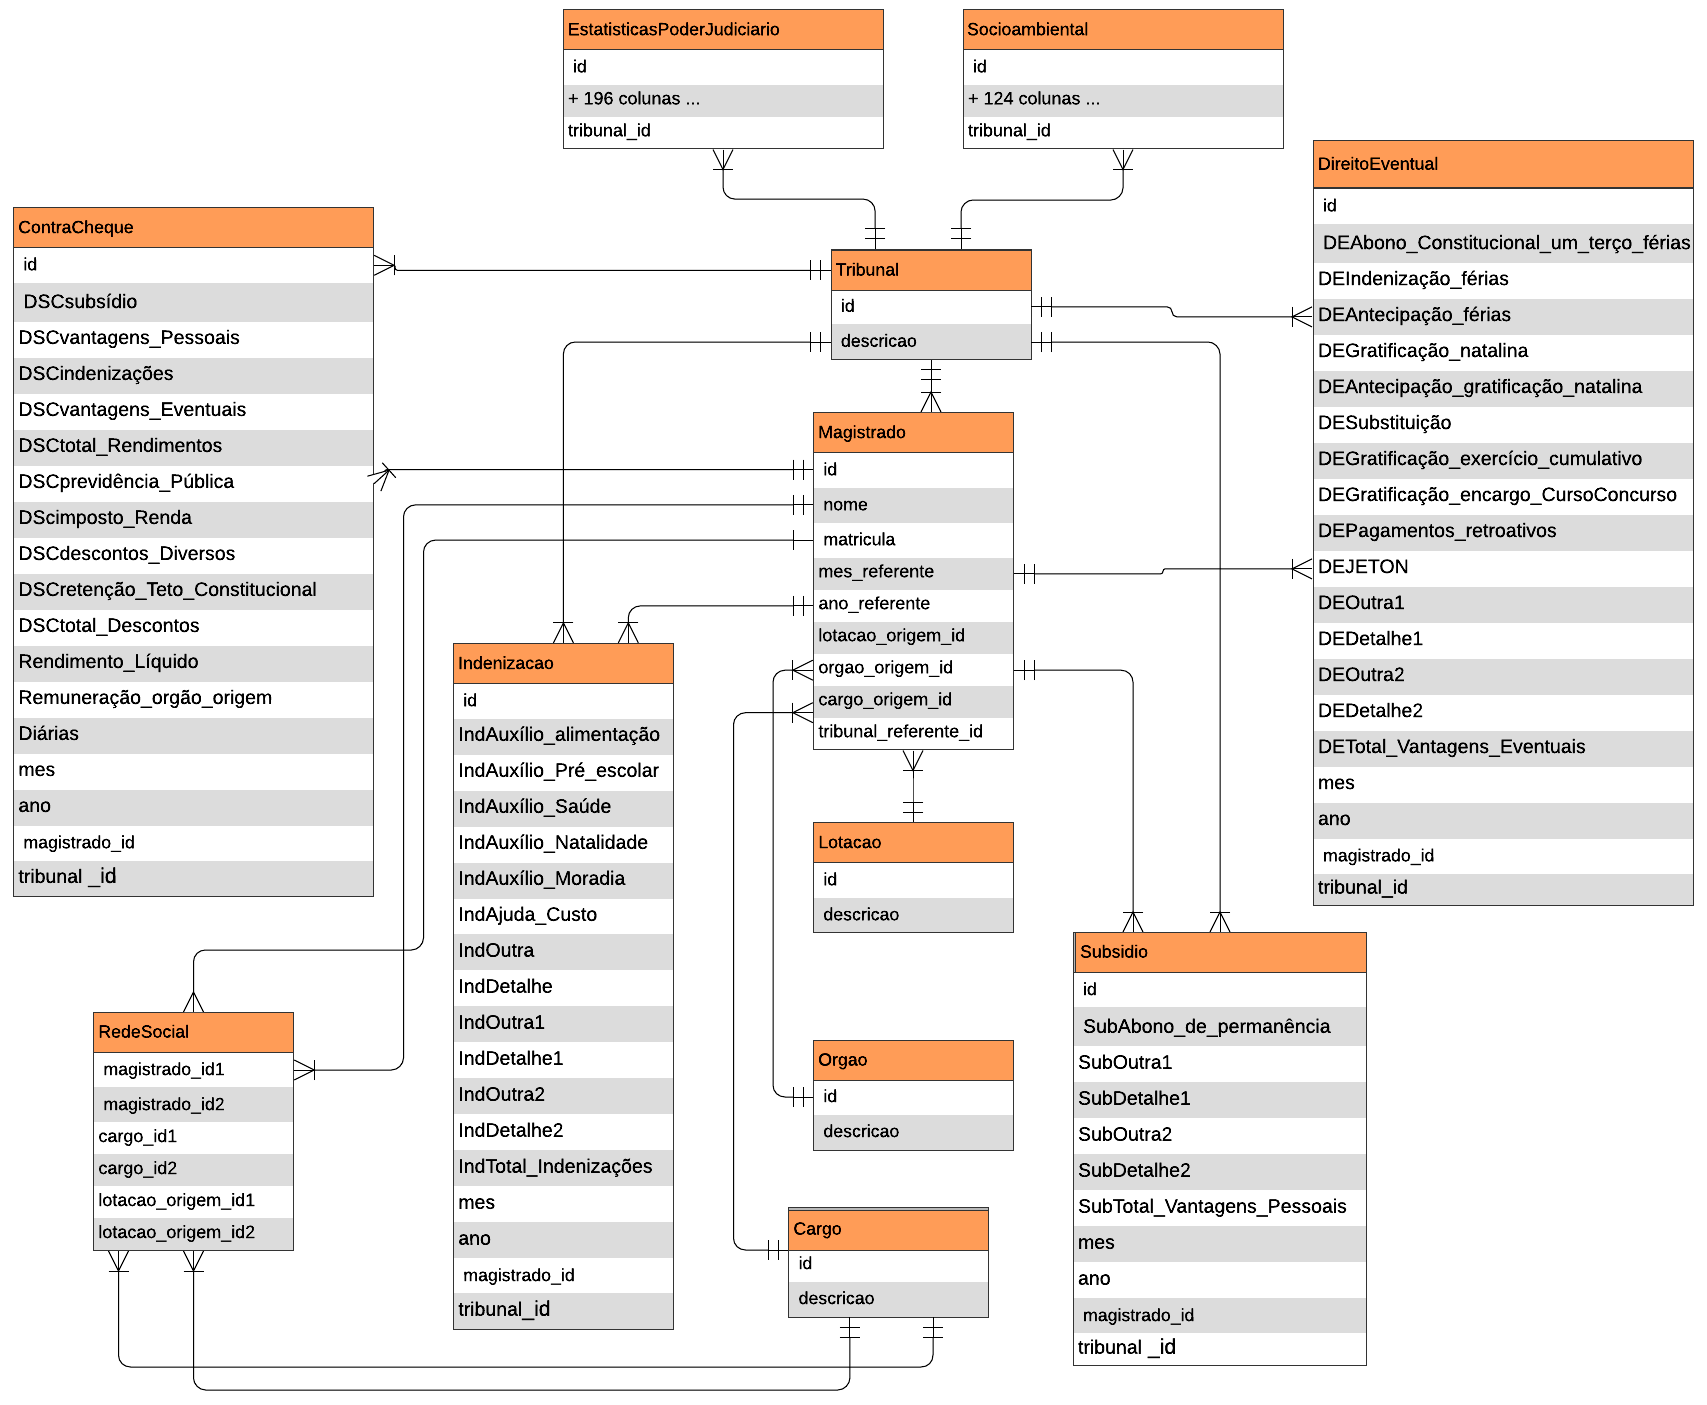 EstatisticasPoderJudiciario
id
+ 196 colunas ...
tribunal_id
Socioambiental
id
+ 124 colunas ...
tribunal_id
DireitoEventual
id
DEAbono_Constitucional_um_terço_férias
DEIndenização_férias
DEAntecipação_férias
DEGratificação_natalina
DEAntecipação_gratificação_natalina
DESubstituição
DEGratificação_exercício_cumulativo
DEGratificação_encargo_CursoConcurso
DEPagamentos_retroativos
DEJETON
DEOutra1
DEDetalhe1
DEOutra2
DEDetalhe2
DETotal_Vantagens_Eventuais
mes
ano
magistrado_id
tribunal_id
ContraCheque
id
DSCsubsídio
DSCvantagens_Pessoais
DSCindenizações
DSCvantagens_Eventuais
DSCtotal_Rendimentos
DSCprevidência_Pública
DScimposto_Renda
DSCdescontos_Diversos
DSCretenção_Teto_Constitucional
DSCtotal_Descontos
Rendimento_Líquido
Remuneração_orgão_origem
Diárias
mes
ano
magistrado_id
tribunal _id
Tribunal
id
descricao
Magistrado
id
nome
matricula
mes_referente
ano_referente
lotacao_origem_id
orgao_origem_id
cargo_origem_id
tribunal_referente_id
Indenizacao
id
IndAuxílio_alimentação
IndAuxílio_Pré_escolar
IndAuxílio_Saúde
IndAuxílio_Natalidade
IndAuxílio_Moradia
IndAjuda_Custo
IndOutra
IndDetalhe
IndOutra1
IndDetalhe1
IndOutra2
IndDetalhe2
IndTotal_Indenizações
mes
ano
magistrado_id
tribunal_id
Lotacao
id
descricao
Subsidio
id
SubAbono_de_permanência
SubOutra1
SubDetalhe1
SubOutra2
SubDetalhe2
SubTotal_Vantagens_Pessoais
mes
ano
magistrado_id
tribunal _id
RedeSocial
magistrado_id1
magistrado_id2
cargo_id1
cargo_id2
lotacao_origem_id1
lotacao_origem_id2
Orgao
id
descricao
Cargo
id
descricao